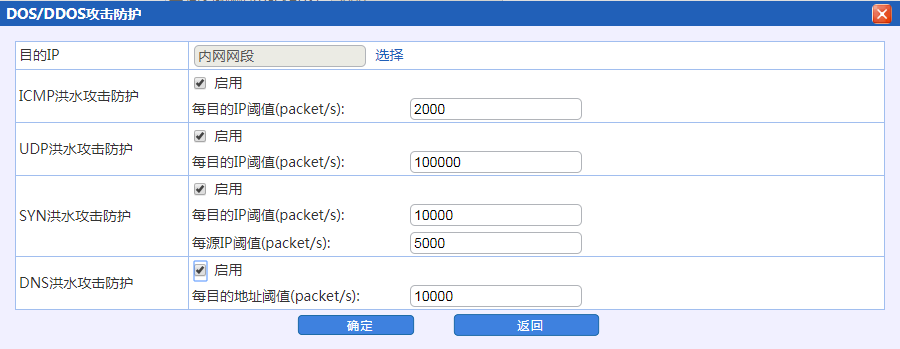 DOS/DDOS攻击防护
目的IP
内网网段 选择
ICMP洪水攻击防护
启用
每目的IP阈值(packet/s): 2000
UDP洪水攻击防护
启用
每目的IP阈值(packet/s): 100000
SYN洪水攻击防护
启用
每目的IP阈值(packet/s): 10000
每源IP阈值(packet/s): 5000
DNS洪水攻击防护
启用
每目的地址阈值(packet/s): 10000
确定 返回